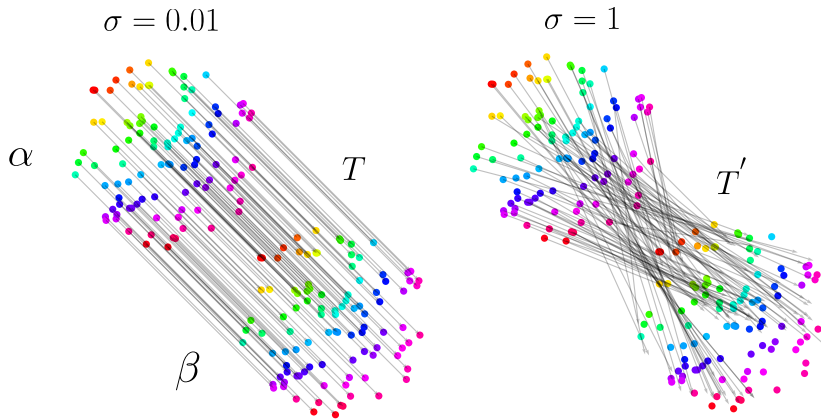 σ = 0.01
σ = 1
α
T
T′
β